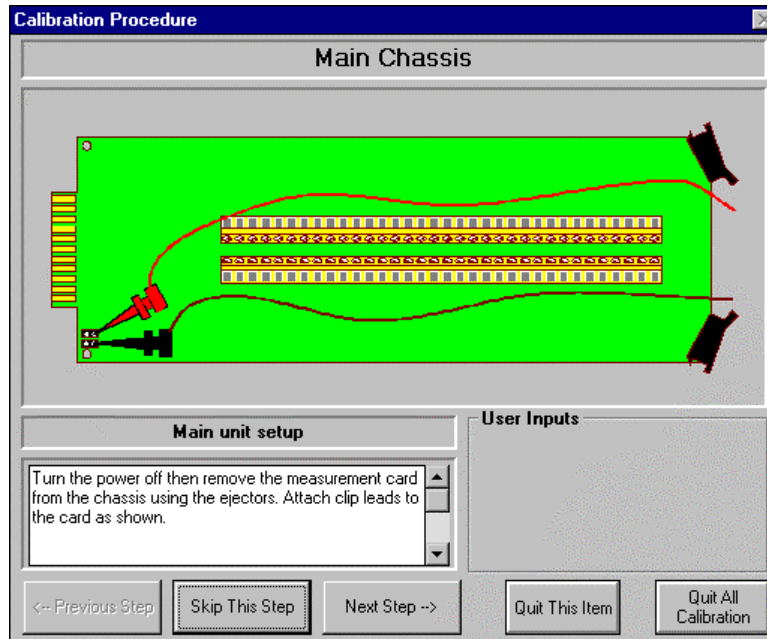 Calibration Procedure
Main Chassis
Main unit setup
Turn the power off then remove the measurement card
from the chassis using the ejectors. Attach clip leads to
the card as shown.
User Inputs
<-- Previous Step
Skip This Step
Next Step -->
Quit This Item
Quit All
Calibration